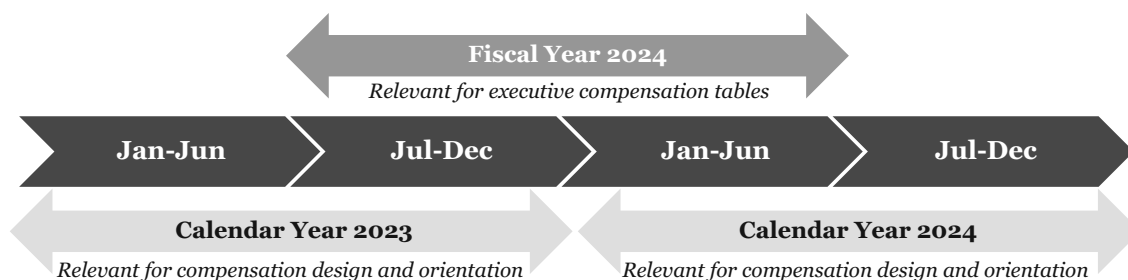 Fiscal Year 2024
Relevant for executive compensation tables
Jan-Jun Jul-Dec Jan-Jun Jul-Dec
Calendar Year 2023 Calendar Year 2024
Relevant for compensation design and orientation Relevant for compensation design and orientation